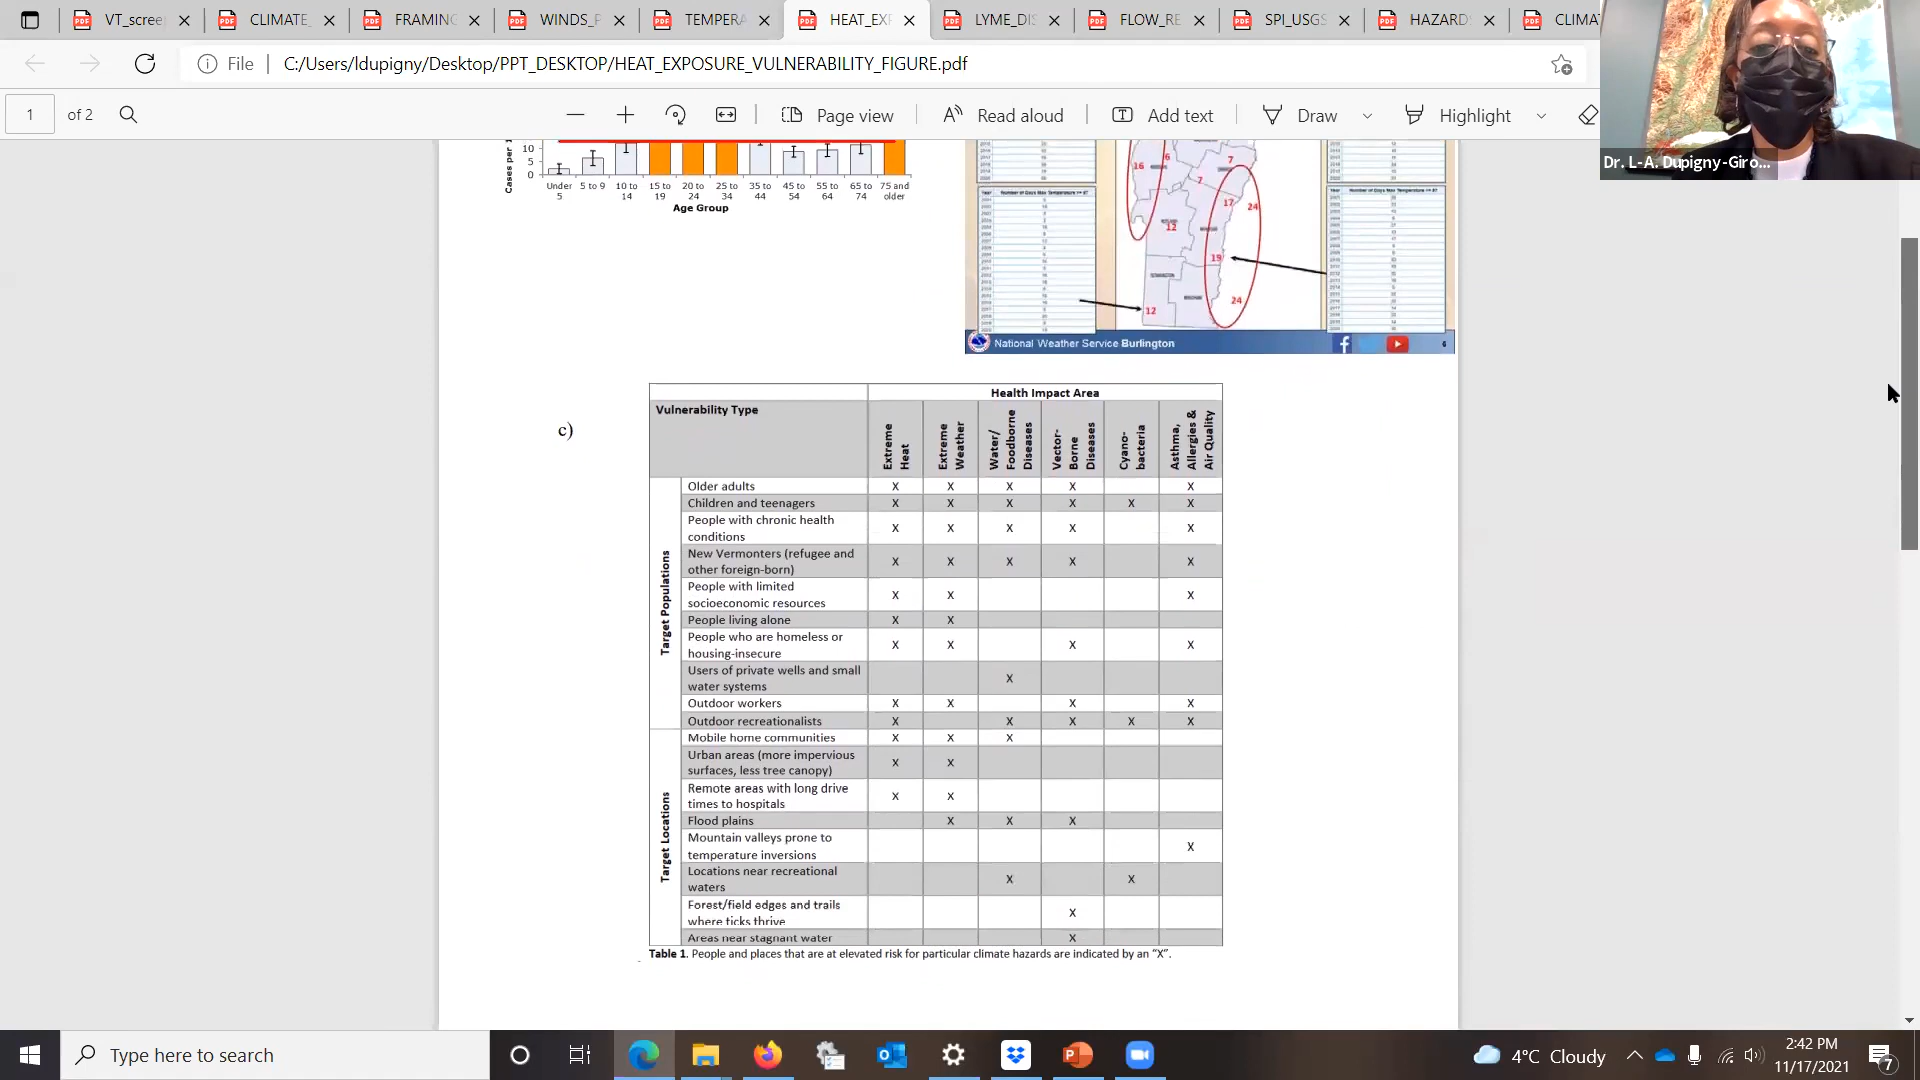 VT_scree
CLIMATE_
FRAMING
WINDS_P
TEMPERA
HEAT_EX
LYME_DIS
FLOW_RE
SPI_USGS
HAZARD
CLIMA
File C:/Users/ldupigny/Desktop/PPT_DESKTOP/HEAT_EXPOSURE_VULNERABILITY_FIGURE.pdf
1 of 2
Page view
Read aloud
Add text
Draw
Highlight
Dr. L-A. Dupigny-Giro...
Cases per 1
10
5
0
Under 5
5 to 9
10 to 14
15 to 19
20 to 24
25 to 34
35 to 44
45 to 54
55 to 64
65 to 74
75 and older
Age Group
16
6
7
7
17
24
12
19
24
12
National Weather Service Burlington
6
c)
Health Impact Area
Vulnerability Type
Extreme Heat
Extreme Weather
Water/ Foodborne Diseases
Vector-Borne Diseases
Cyano-bacteria
Asthma, Allergies & Air Quality
Target Populations
Older adults X X X X X
Children and teenagers X X X X X X
People with chronic health conditions X X X X X
New Vermonters (refugee and other foreign-born) X X X X X
People with limited socioeconomic resources X X X
People living alone X X
People who are homeless or housing-insecure X X X X
Users of private wells and small water systems X
Outdoor workers X X X X
Outdoor recreationalists X X X X X
Target Locations
Mobile home communities X X X
Urban areas (more impervious surfaces, less tree canopy) X X
Remote areas with long drive times to hospitals X X
Flood plains X X X
Mountain valleys prone to temperature inversions X
Locations near recreational waters X X
Forest/field edges and trails where ticks thrive X
Areas near stagnant water X
Table 1. People and places that are at elevated risk for particular climate hazards are indicated by an “X”.
Type here to search
4°C Cloudy
2:42 PM
11/17/2021
7